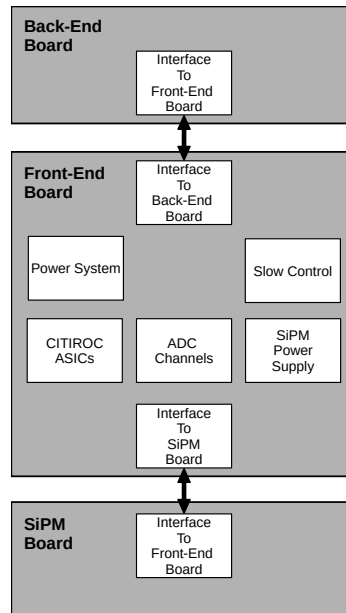 Back-End
Board
Interface
To
Front-End
Board
Front-End
Board
Interface
To
Back-End
Board
Power System
Slow Control
CITIROC
ASICs
ADC
Channels
SiPM
Power
Supply
Interface
To
SiPM
Board
SiPM
Board
Interface
To
Front-End
Board